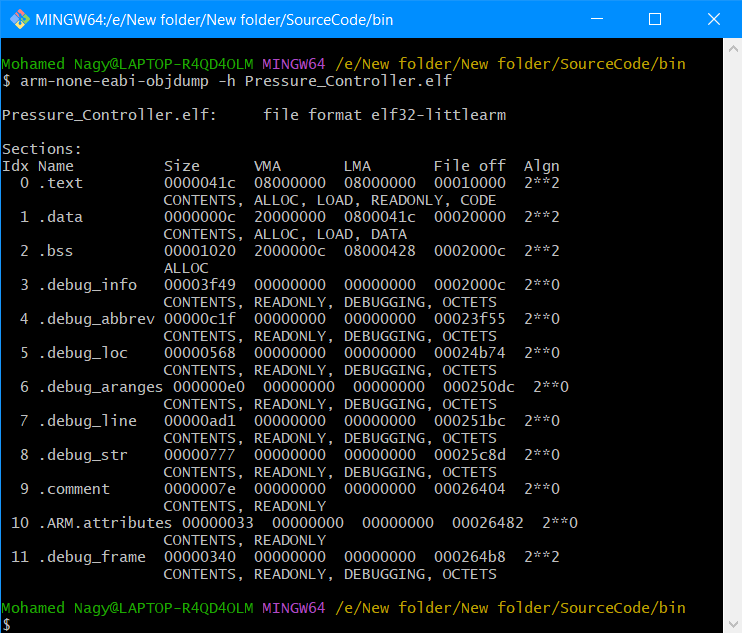 MINGW64:/e/New folder/New folder/SourceCode/bin
Mohamed Nagy@LAPTOP-R4QD4OLM MINGW64 /e/New folder/New folder/SourceCode/bin
$ arm-none-eabi-objdump -h Pressure_Controller.elf
Pressure_Controller.elf:     file format elf32-littlearm
Sections:
Idx Name          Size      VMA       LMA       File off  Algn
  0 .text         0000041c  08000000  08000000  00010000  2**2
                  CONTENTS, ALLOC, LOAD, READONLY, CODE
  1 .data         0000000c  20000000  0800041c  00020000  2**2
                  CONTENTS, ALLOC, LOAD, DATA
  2 .bss          00001020  2000000c  08000428  0002000c  2**2
                  ALLOC
  3 .debug_info   00003f49  00000000  00000000  0002000c  2**0
                  CONTENTS, READONLY, DEBUGGING, OCTETS
  4 .debug_abbrev 00000c1f  00000000  00000000  00023f55  2**0
                  CONTENTS, READONLY, DEBUGGING, OCTETS
  5 .debug_loc    00000568  00000000  00000000  00024b74  2**0
                  CONTENTS, READONLY, DEBUGGING, OCTETS
  6 .debug_aranges 000000e0  00000000  00000000  000250dc  2**0
                  CONTENTS, READONLY, DEBUGGING, OCTETS
  7 .debug_line   00000ad1  00000000  00000000  000251bc  2**0
                  CONTENTS, READONLY, DEBUGGING, OCTETS
  8 .debug_str    00000777  00000000  00000000  00025c8d  2**0
                  CONTENTS, READONLY, DEBUGGING, OCTETS
  9 .comment      0000007e  00000000  00000000  00026404  2**0
                  CONTENTS, READONLY
 10 .ARM.attributes 00000033  00000000  00000000  00026482  2**0
                  CONTENTS, READONLY
 11 .debug_frame  00000340  00000000  00000000  000264b8  2**2
                  CONTENTS, READONLY, DEBUGGING, OCTETS
Mohamed Nagy@LAPTOP-R4QD4OLM MINGW64 /e/New folder/New folder/SourceCode/bin
$